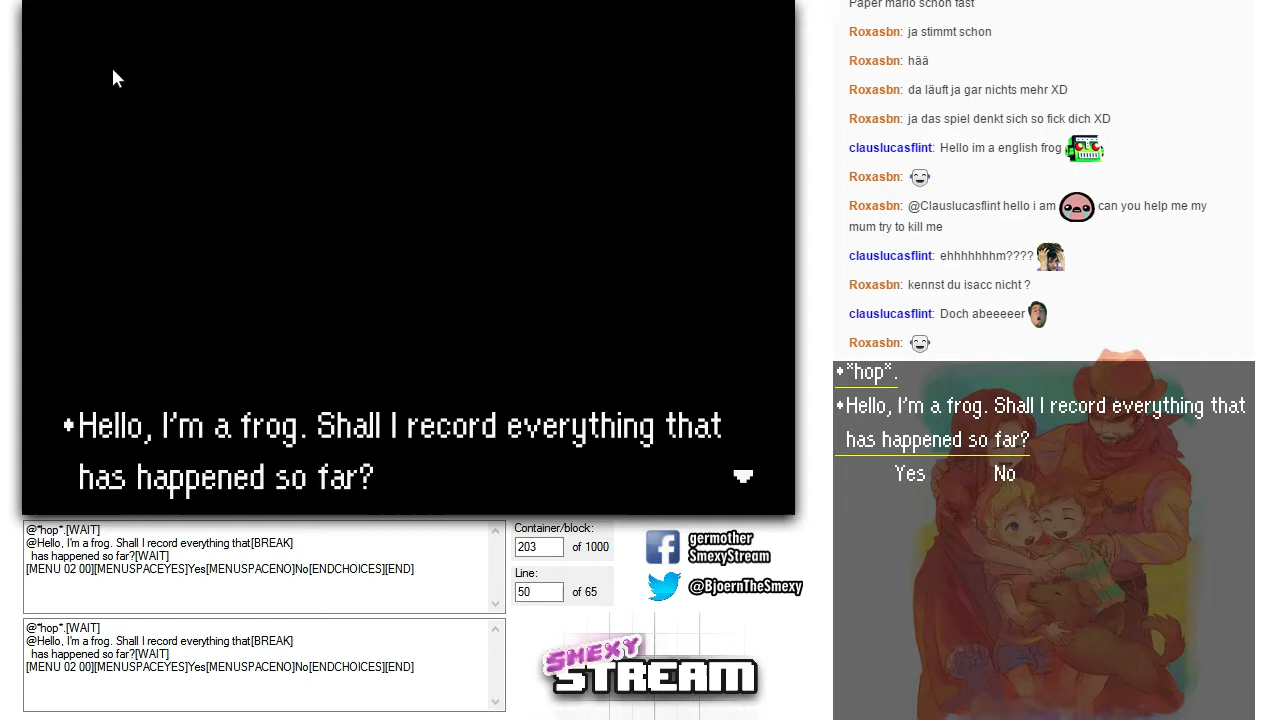 Paper mario schon fast
Roxasbn: ja stimmt schon
Roxasbn: hää
Roxasbn: da läuft ja gar nichts mehr XD
Roxasbn: ja das spiel denkt sich so fick dich XD
clauslucasflint: Hello im a english frog
Roxasbn:
Roxasbn: @Clauslucasflint hello i am can you help me my
mum try to kill me
clauslucasflint: ehhhhhhhm????
Roxasbn: kennst du isacc nicht ?
clauslucasflint: Doch abeeeeer
Roxasbn:
•Hello, I'm a frog. Shall I record everything that
has happened so far?
•*hop*.
•Hello, I'm a frog. Shall I record everything that
has happened so far?
Yes No
@*hop*.[WAIT]
@Hello, I'm a frog. Shall I record everything that[BREAK]
has happened so far?[WAIT]
[MENU 02 00][MENUSPACEYES]Yes[MENUSPACENO]No[ENDCHOICES][END]
Container/block:
203 of 1000
Line:
50 of 65
germother
SmexyStream
@BjoernTheSmexy
@*hop*.[WAIT]
@Hello, I'm a frog. Shall I record everything that[BREAK]
has happened so far?[WAIT]
[MENU 02 00][MENUSPACEYES]Yes[MENUSPACENO]No[ENDCHOICES][END]
SMEXY
STREAM